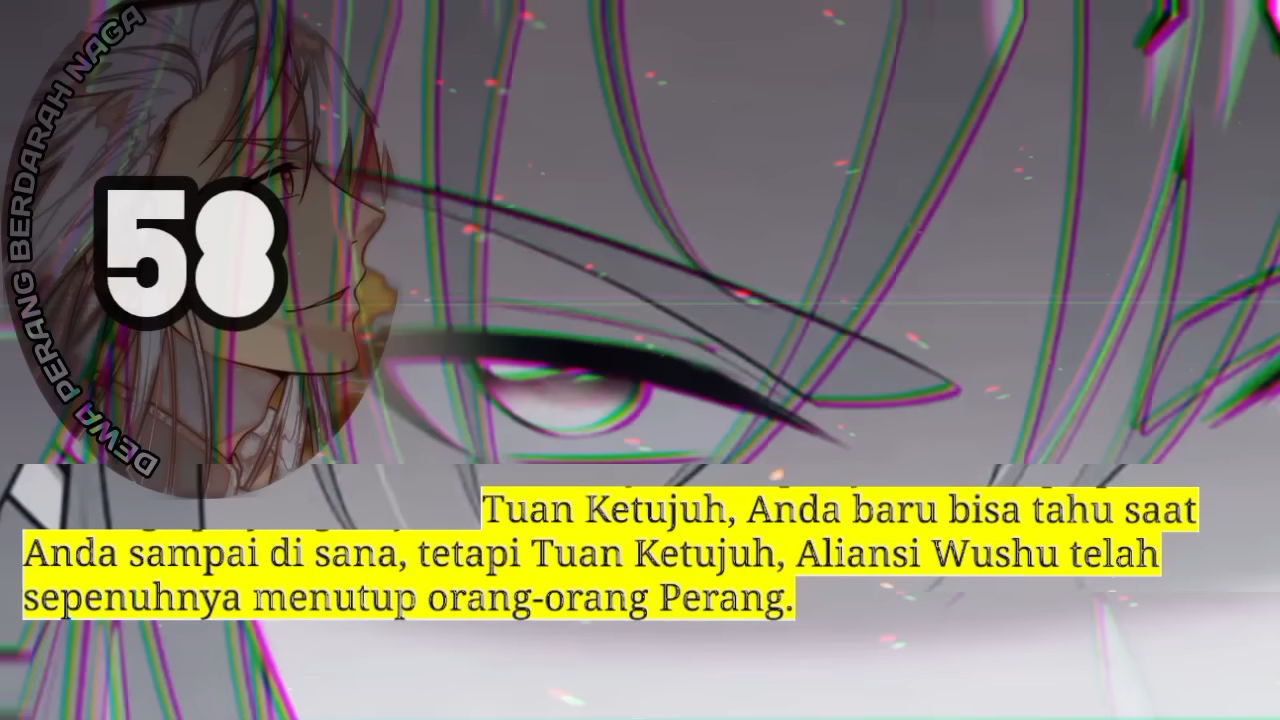 DEWA PERANG BERDARAH NAGA
58
Tuan Ketujuh, Anda baru bisa tahu saat
Anda sampai di sana, tetapi Tuan Ketujuh, Aliansi Wushu telah
sepenuhnya menutup orang-orang Perang.